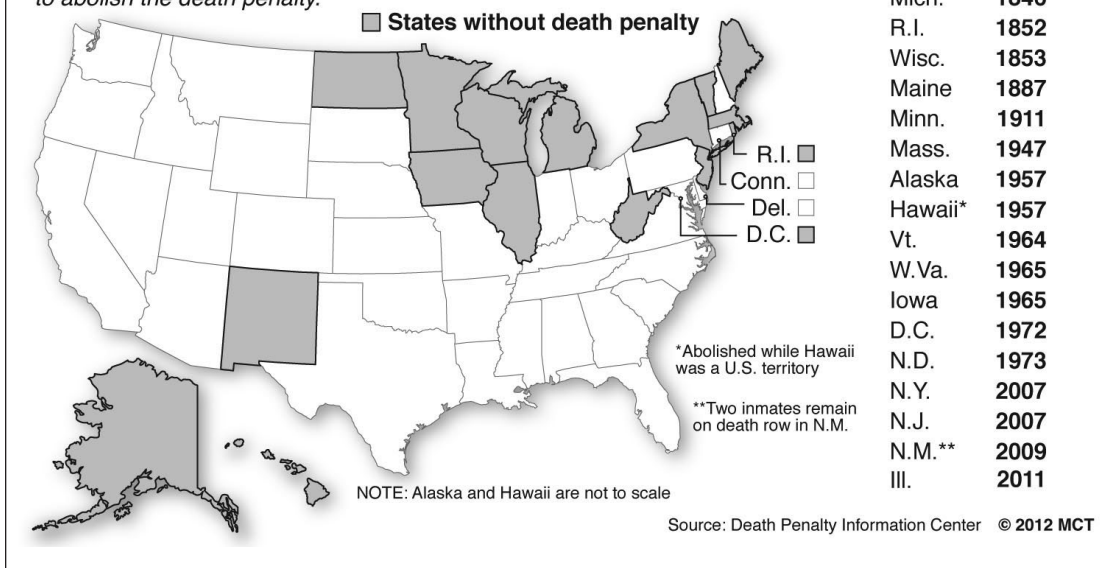 to abolish the death penalty.
States without death penalty
R.I.
Conn.
Del.
D.C.
*Abolished while Hawaii
was a U.S. territory
**Two inmates remain
on death row in N.M.
NOTE: Alaska and Hawaii are not to scale
Mich. 1846
R.I. 1852
Wisc. 1853
Maine 1887
Minn. 1911
Mass. 1947
Alaska 1957
Hawaii* 1957
Vt. 1964
W.Va. 1965
Iowa 1965
D.C. 1972
N.D. 1973
N.Y. 2007
N.J. 2007
N.M.** 2009
Ill. 2011
Source: Death Penalty Information Center © 2012 MCT